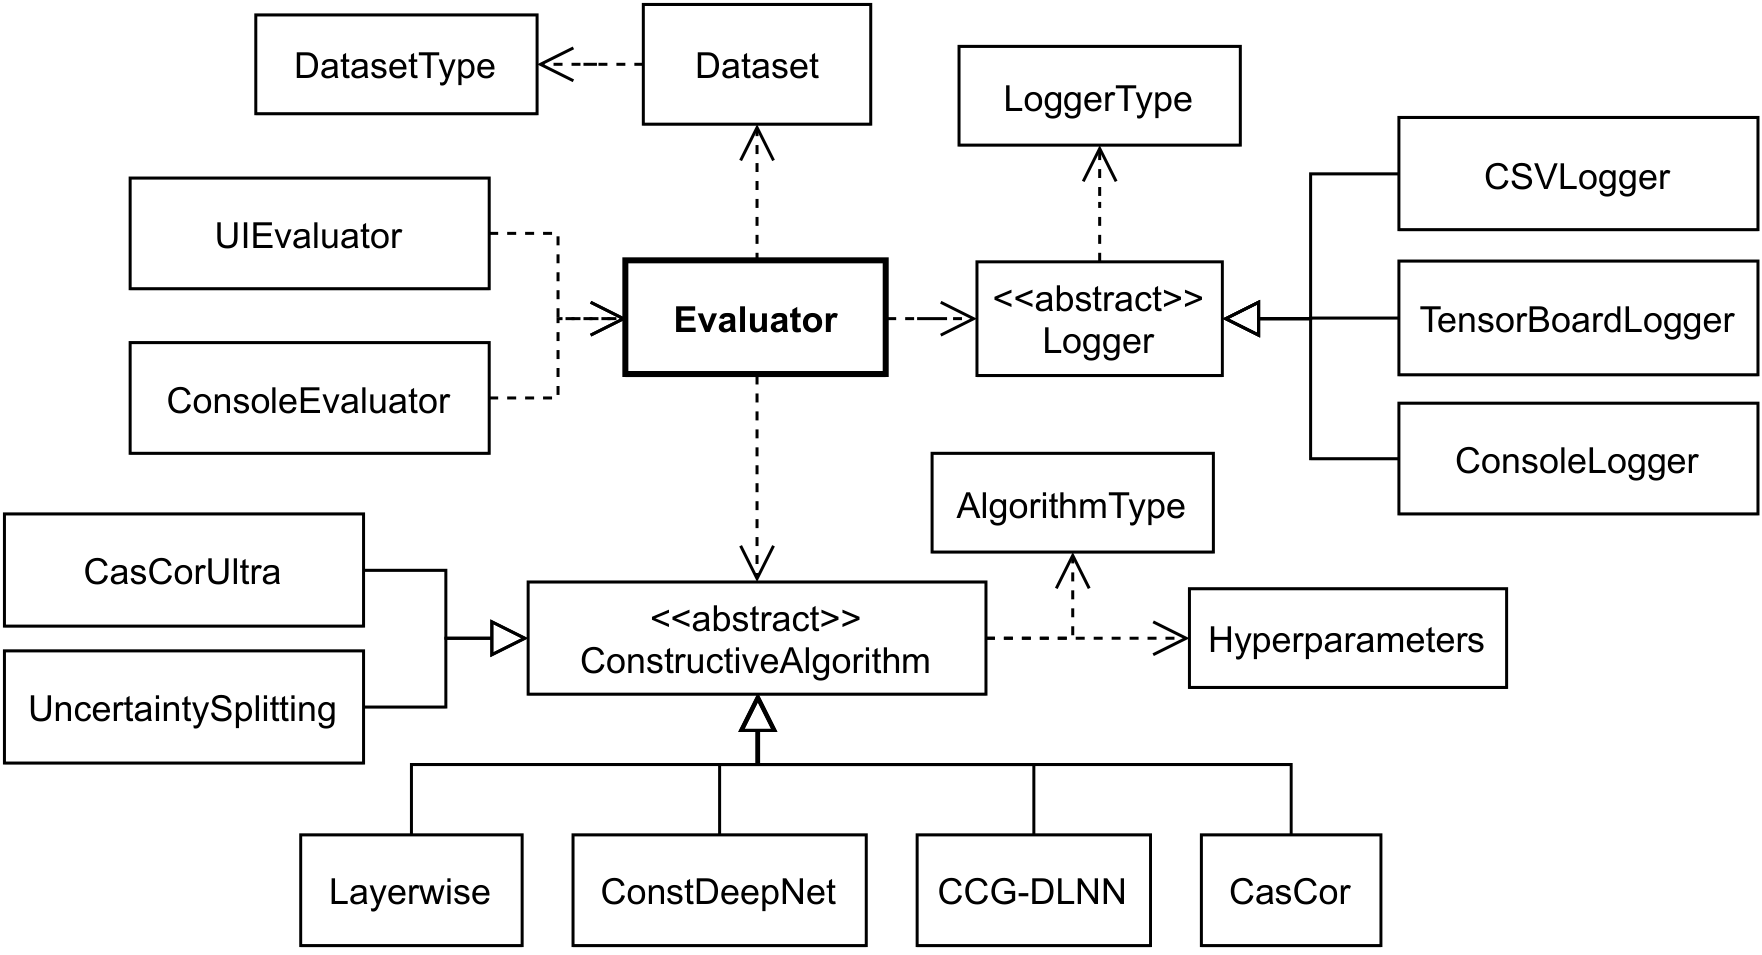 DatasetType
Dataset
LoggerType
CSVLogger
UIEvaluator
Evaluator
<<abstract>>
Logger
TensorBoardLogger
ConsoleEvaluator
ConsoleLogger
AlgorithmType
CasCorUltra
<<abstract>>
ConstructiveAlgorithm
Hyperparameters
UncertaintySplitting
Layerwise
ConstDeepNet
CCG-DLNN
CasCor